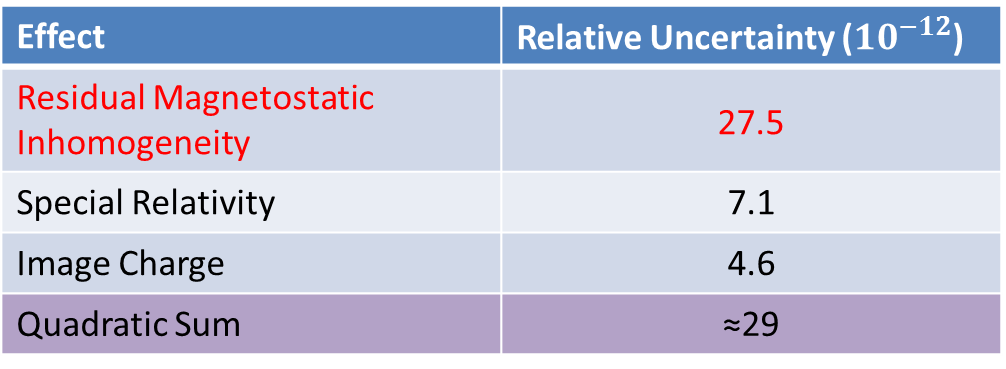 Effect
Relative Uncertainty (10⁻¹²)
Residual Magnetostatic
Inhomogeneity
27.5
Special Relativity
7.1
Image Charge
4.6
Quadratic Sum
≈29